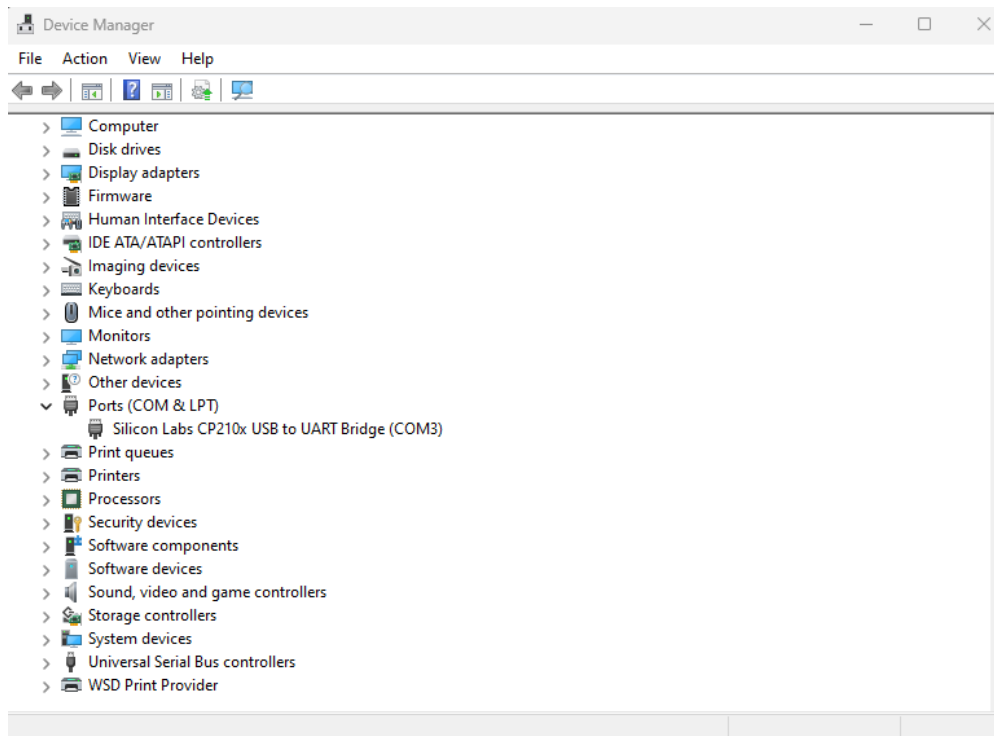 Device Manager
File Action View Help
Computer
Disk drives
Display adapters
Firmware
Human Interface Devices
IDE ATA/ATAPI controllers
Imaging devices
Keyboards
Mice and other pointing devices
Monitors
Network adapters
Other devices
Ports (COM & LPT)
Silicon Labs CP210x USB to UART Bridge (COM3)
Print queues
Printers
Processors
Security devices
Software components
Software devices
Sound, video and game controllers
Storage controllers
System devices
Universal Serial Bus controllers
WSD Print Provider